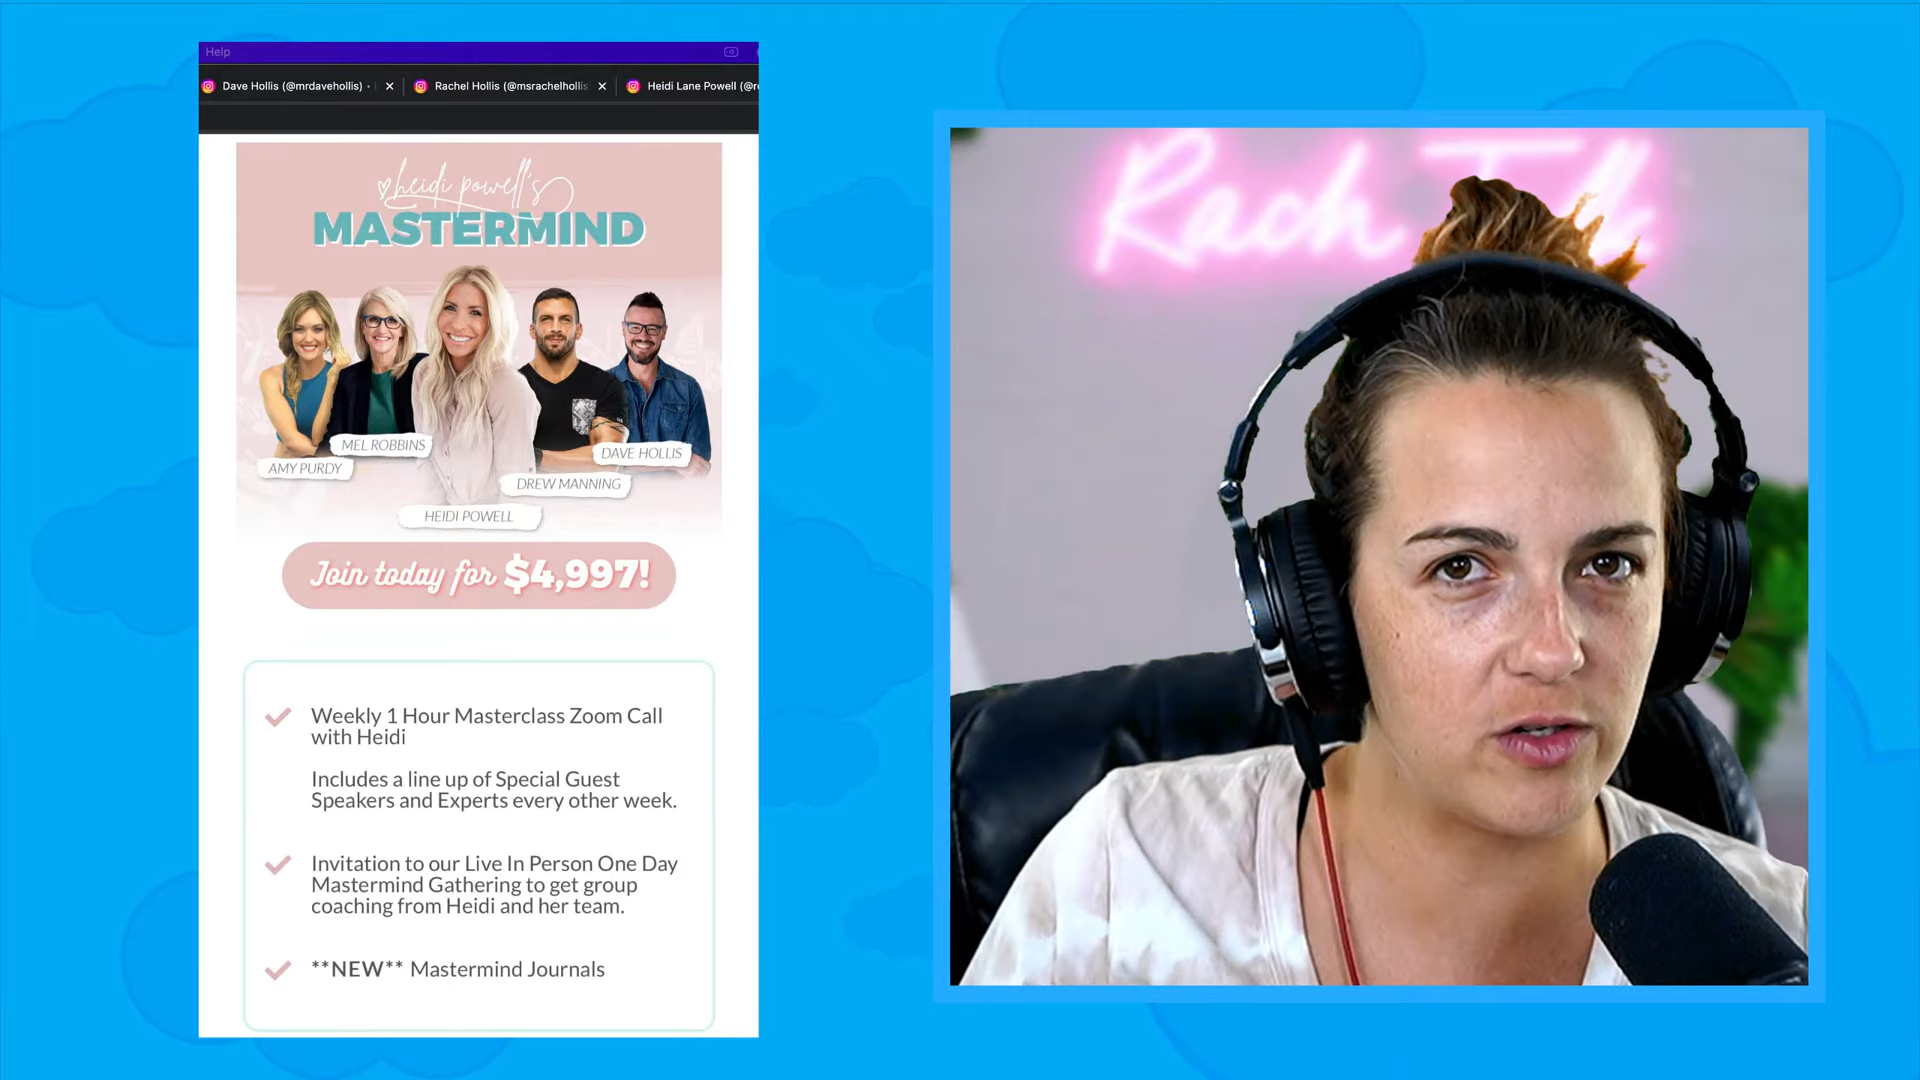 Help
Dave Hollis (@mrdavehollis) •
Rachel Hollis (@msrachelhollis
Heidi Lane Powell (@r
heidi powell's
MASTERMIND
AMY PURDY
MEL ROBBINS
HEIDI POWELL
DREW MANNING
DAVE HOLLIS
Join today for $4,997!
Weekly 1 Hour Masterclass Zoom Call
with Heidi
Includes a line up of Special Guest
Speakers and Experts every other week.
Invitation to our Live In Person One Day
Mastermind Gathering to get group
coaching from Heidi and her team.
**NEW** Mastermind Journals
Rach Talk